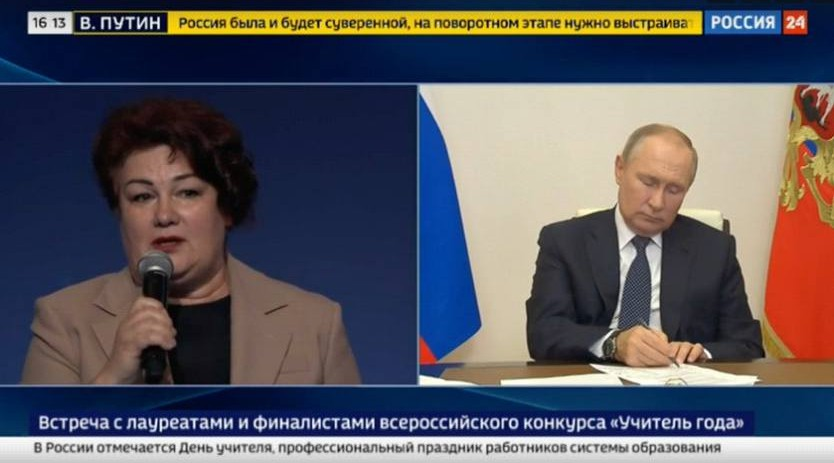 16 13 В. ПУТИН Россия была и будет суверенной, на поворотном этапе нужно выстраиват РОССИЯ 24
Встреча с лауреатами и финалистами всероссийского конкурса «Учитель года»
В России отмечается День учителя, профессиональный праздник работников системы образования